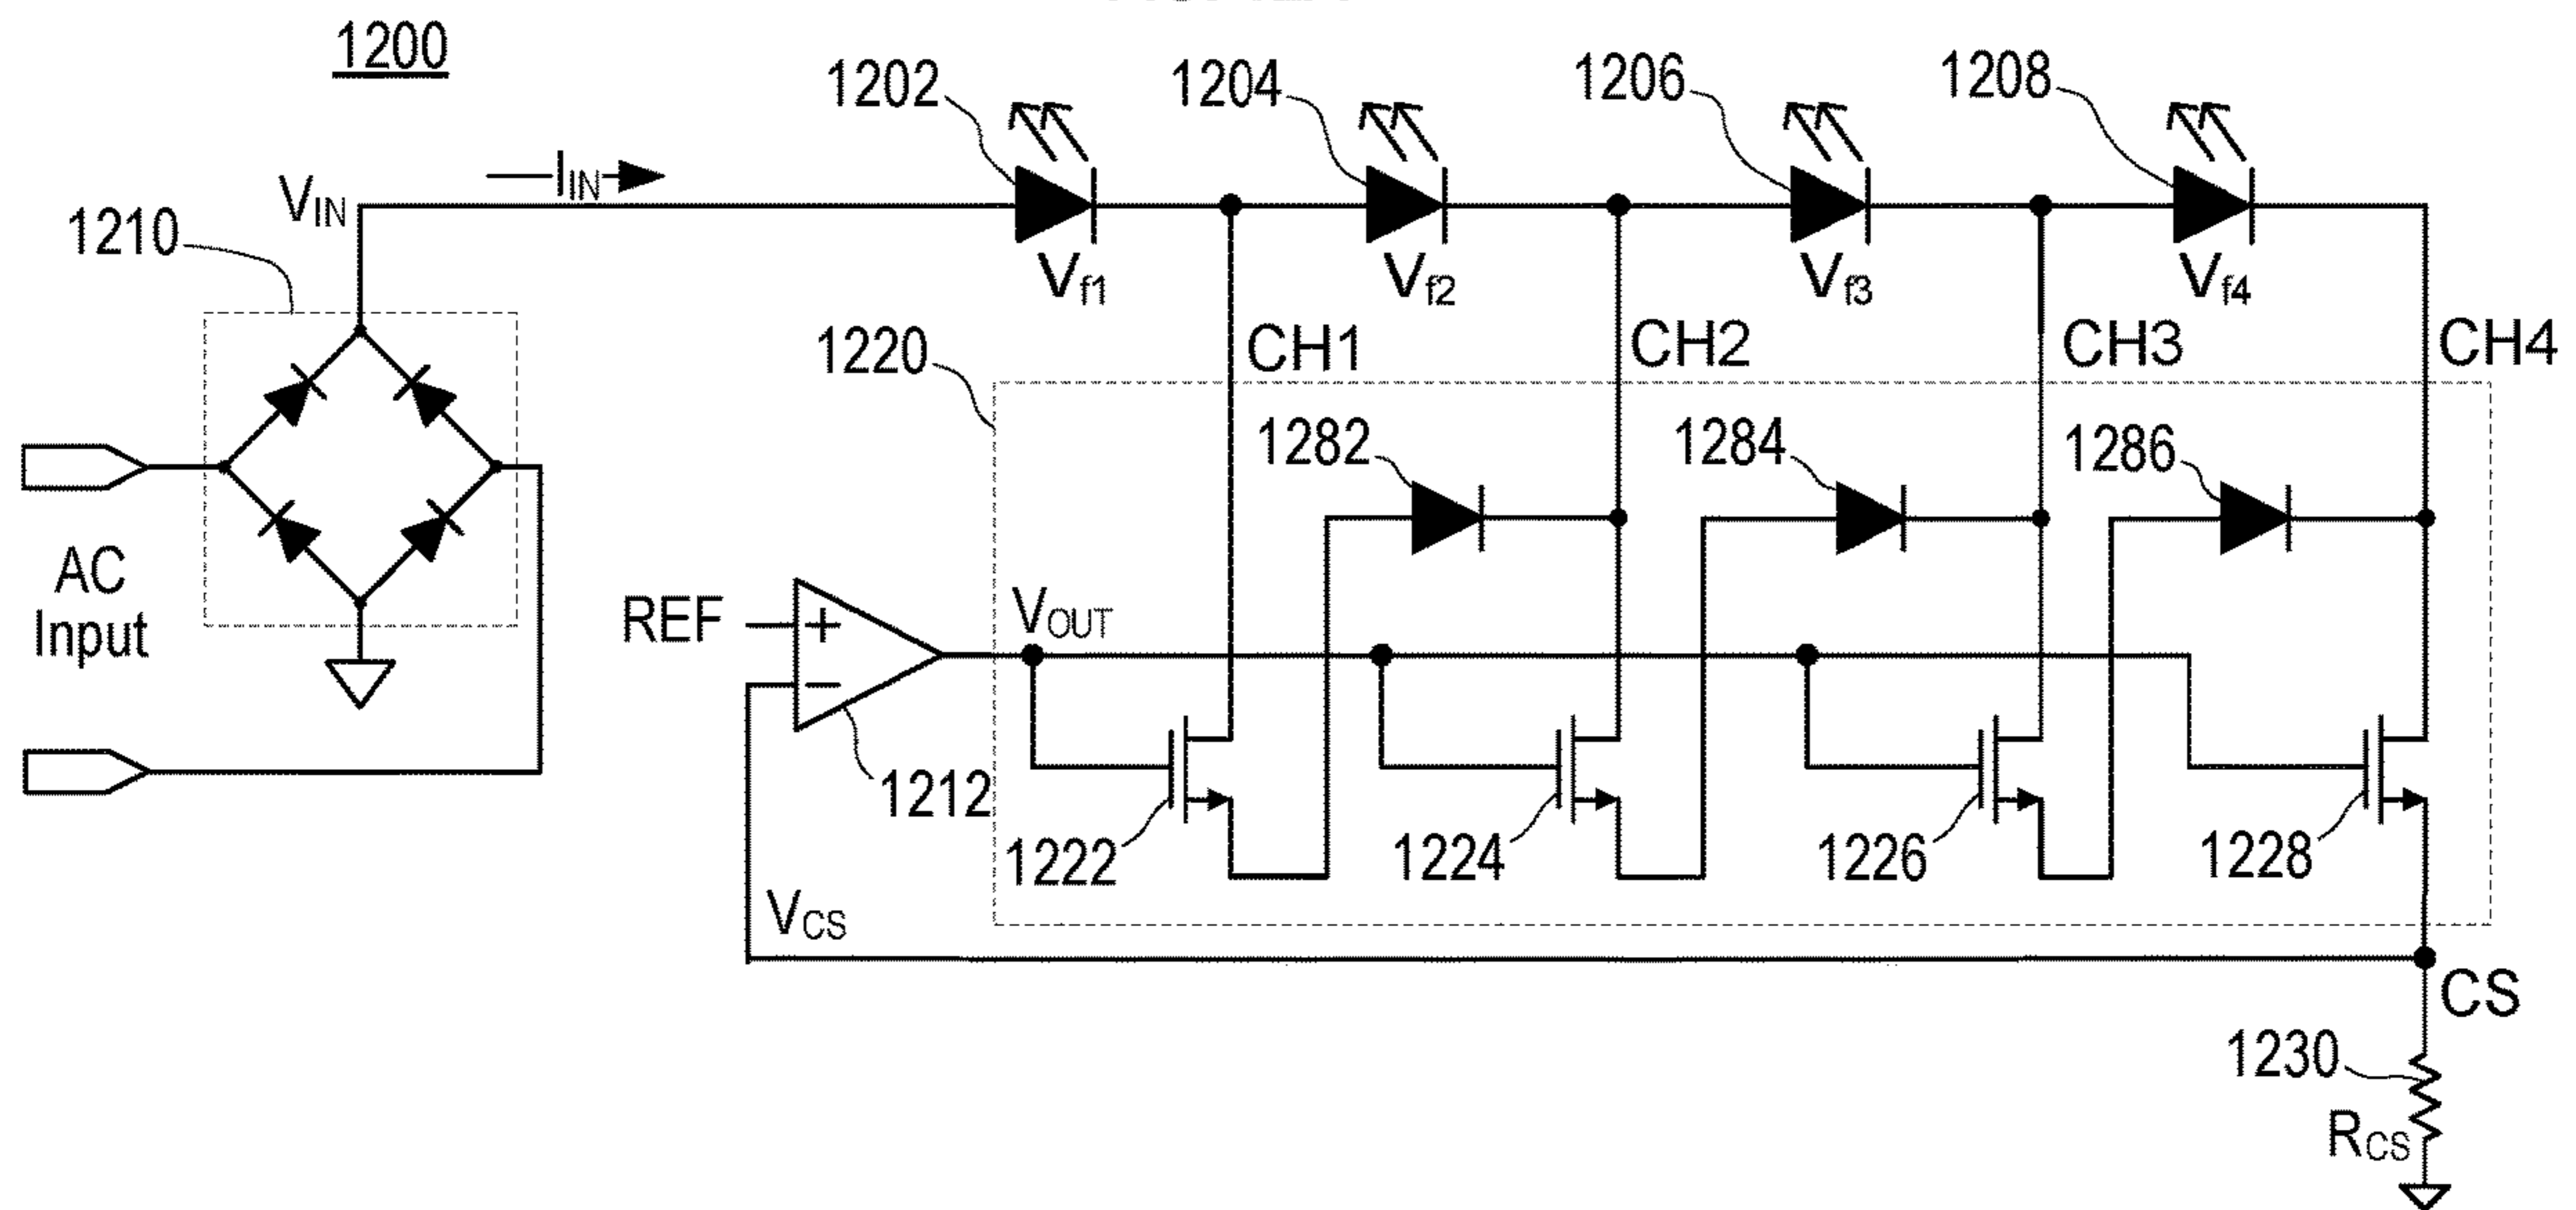 1200
1202
1204
1206
1208
IIN
VIN
1210
Vf1
Vf2
Vf3
Vf4
1220
CH1
CH2
CH3
CH4
1282
1284
1286
AC
Input
REF
+
−
VOUT
1212
1222
1224
1226
1228
VCS
CS
1230
RCS